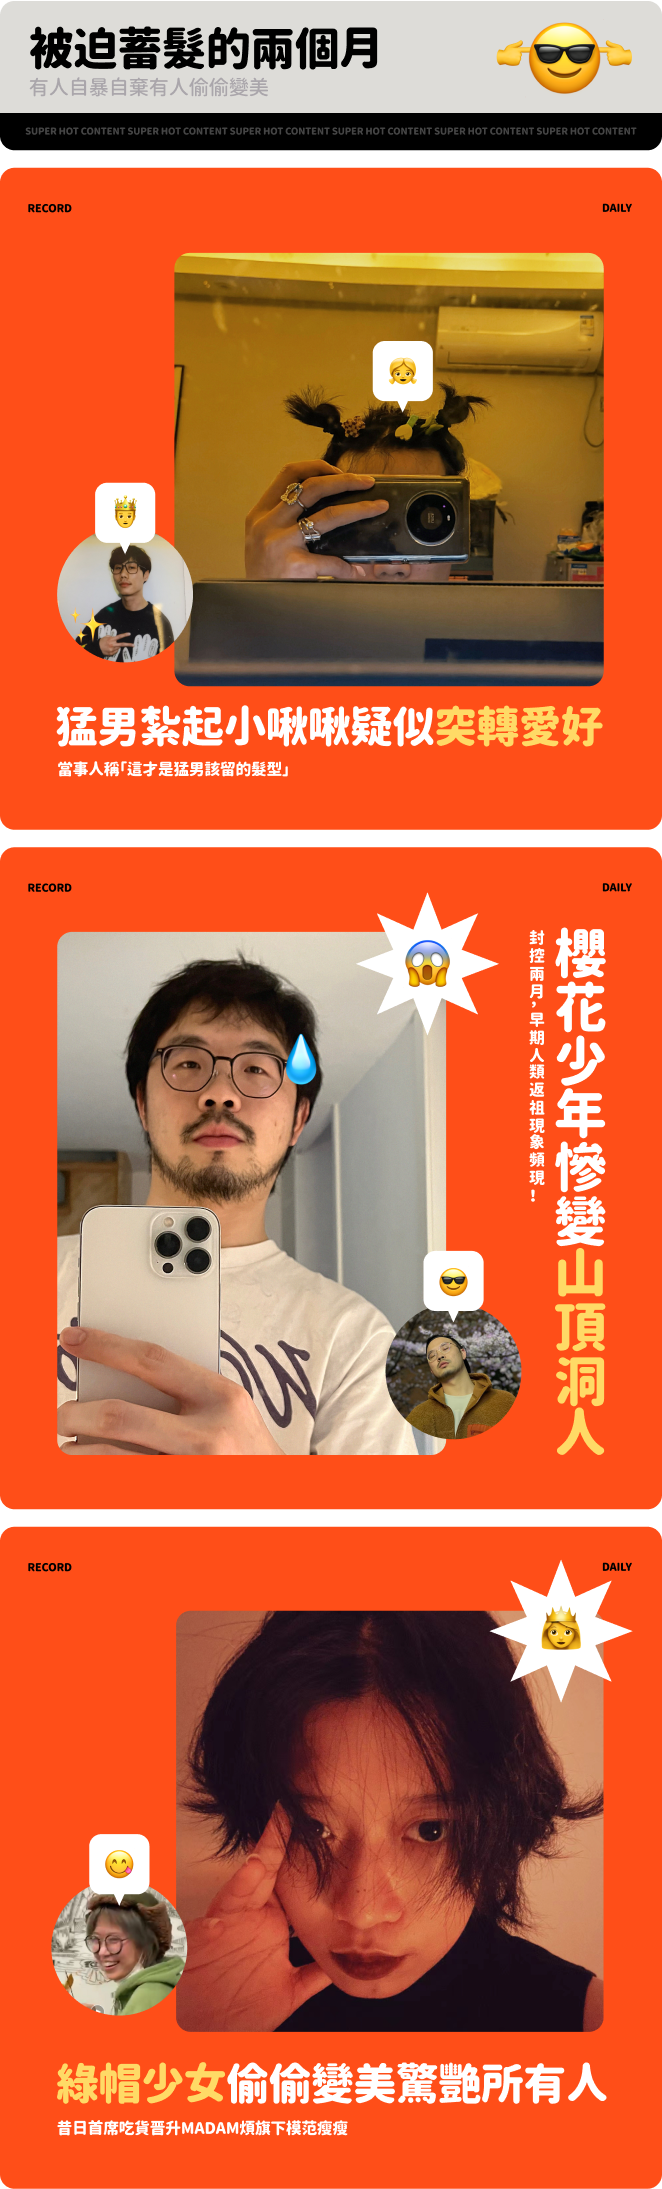 被迫蓄髮的兩個月
有人自暴自棄有人偷偷變美
SUPER HOT CONTENT SUPER HOT CONTENT SUPER HOT CONTENT SUPER HOT CONTENT SUPER HOT CONTENT SUPER HOT CONTENT
RECORD
DAILY
猛男紮起小啾啾疑似突轉愛好
當事人稱「這才是猛男該留的髮型」
RECORD
DAILY
櫻花少年慘變山頂洞人
封控兩月，早期人類返祖現象頻現！
RECORD
DAILY
綠帽少女偷偷變美驚艷所有人
昔日首席吃貨晋升MADAM煩旗下模范瘦瘦